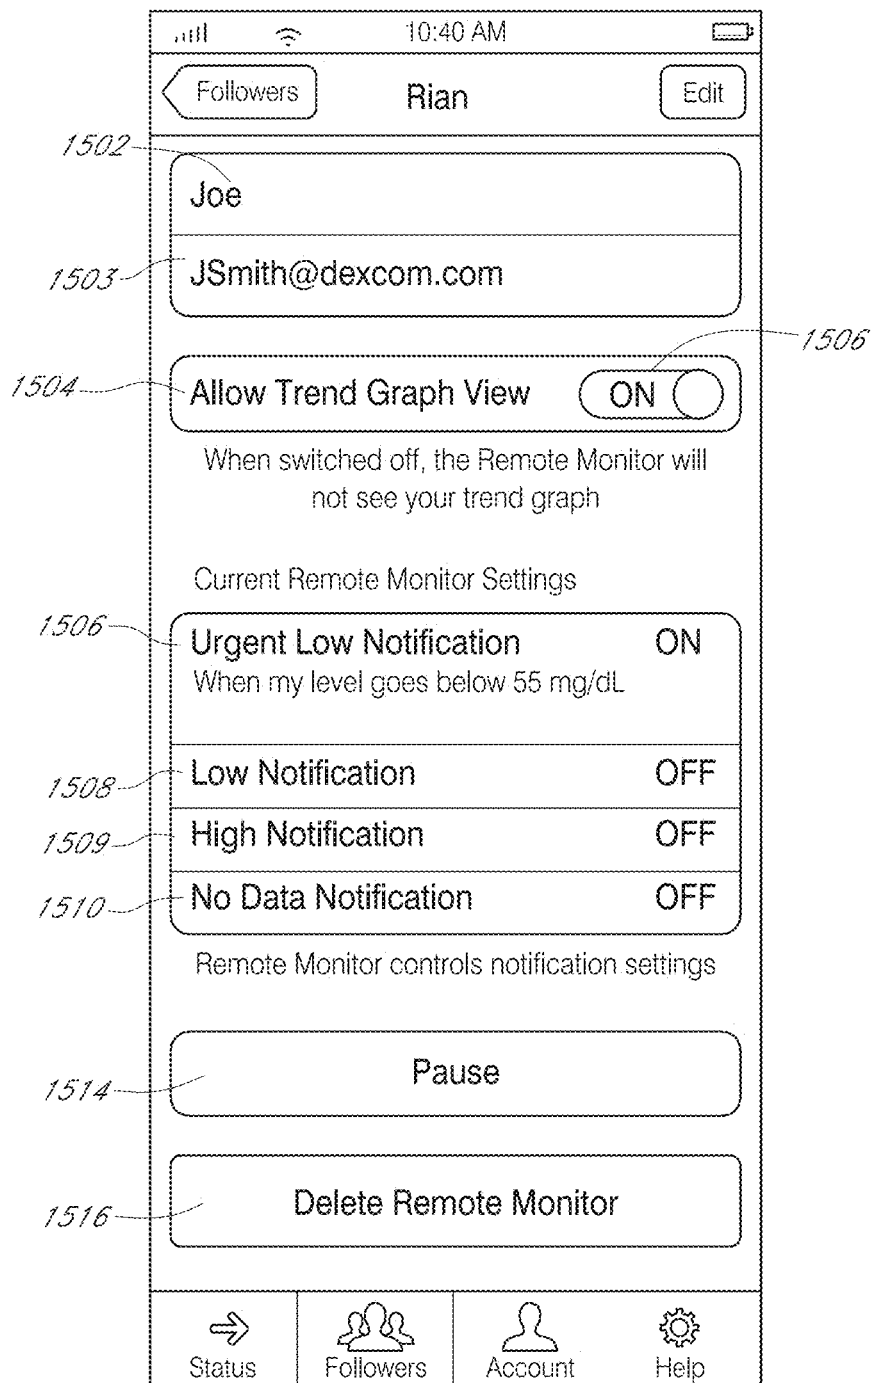 10:40 AM
Followers
Rian
Edit
1502
Joe
1503
JSmith@dexcom.com
1506
1504
Allow Trend Graph View
ON
When switched off, the Remote Monitor will
not see your trend graph
Current Remote Monitor Settings
1506
Urgent Low Notification
ON
When my level goes below 55 mg/dL
1508
Low Notification
OFF
1509
High Notification
OFF
1510
No Data Notification
OFF
Remote Monitor controls notification settings
1514
Pause
1516
Delete Remote Monitor
Status
Followers
Account
Help